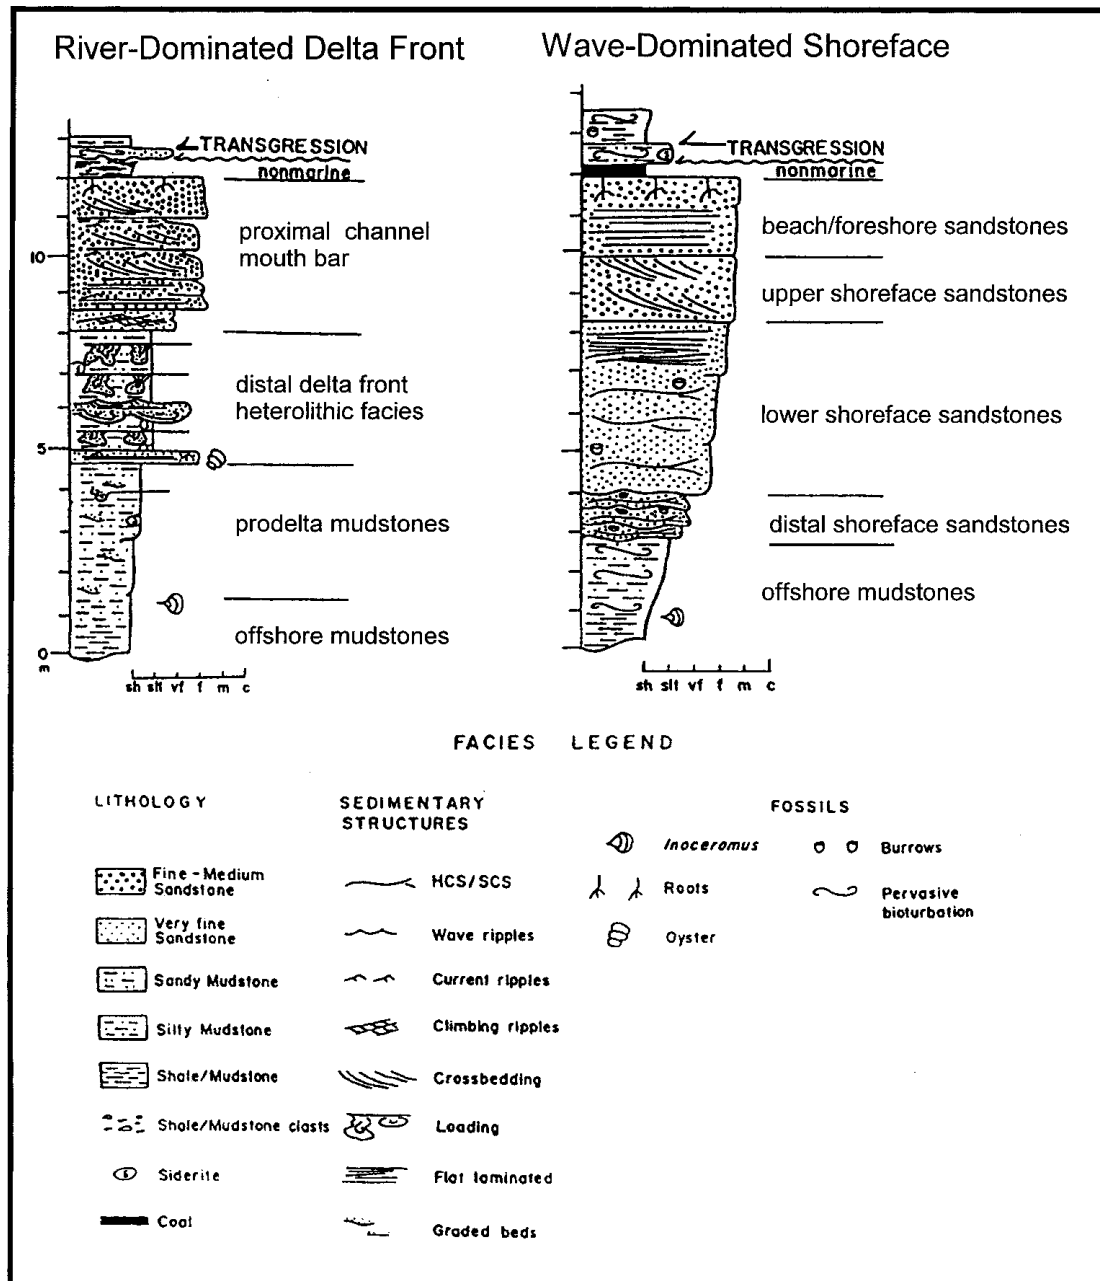 River-Dominated Delta Front
TRANSGRESSION
nonmarine
proximal channel
mouth bar
distal delta front
heterolithic facies
prodelta mudstones
offshore mudstones
10
5
0
m
sh slt vf f m c
Wave-Dominated Shoreface
TRANSGRESSION
nonmarine
beach/foreshore sandstones
upper shoreface sandstones
lower shoreface sandstones
distal shoreface sandstones
offshore mudstones
sh slt vf f m c
FACIES LEGEND
LITHOLOGY
Fine-Medium
Sandstone
Very fine
Sandstone
Sandy Mudstone
Silty Mudstone
Shale/Mudstone
Shale/Mudstone clasts
Siderite
Coal
SEDIMENTARY
STRUCTURES
HCS/SCS
Wave ripples
Current ripples
Climbing ripples
Crossbedding
Loading
Flat laminated
Graded beds
FOSSILS
Inoceramus
Roots
Oyster
Burrows
Pervasive
bioturbation